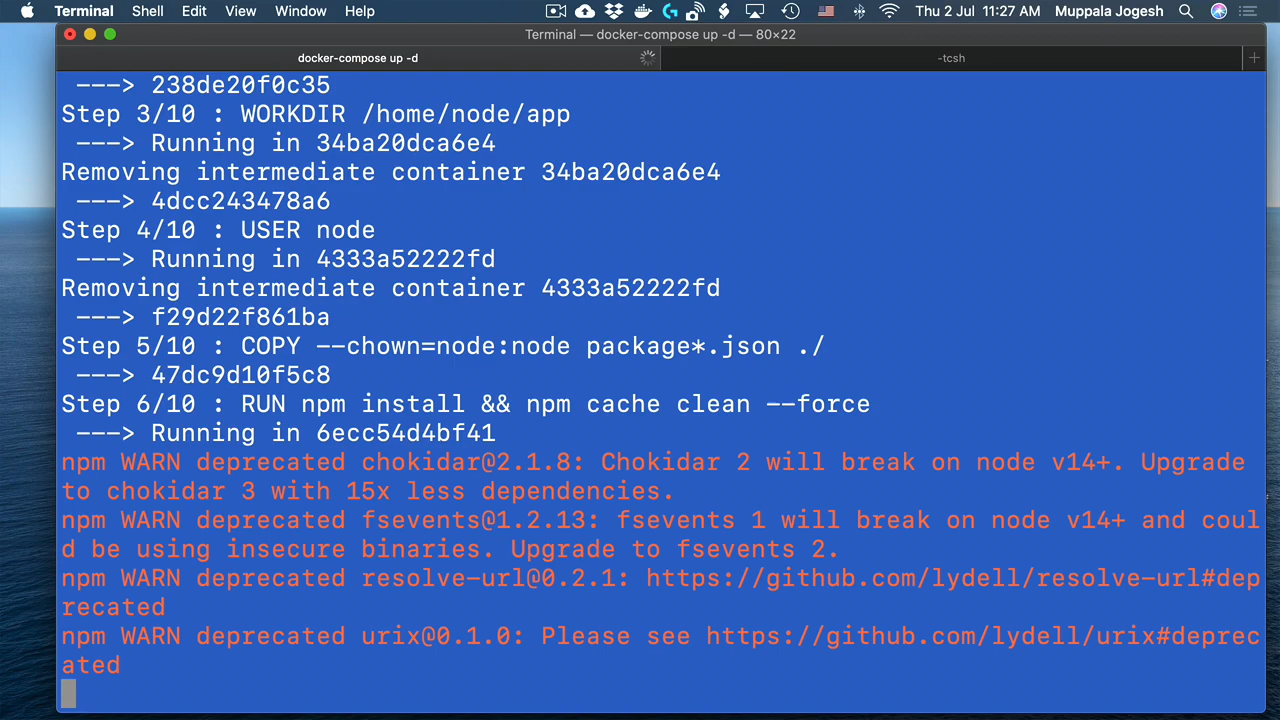 Terminal Shell Edit View Window Help Thu 2 Jul 11:27 AM Muppala Jogesh
Terminal — docker-compose up -d — 80×22
docker-compose up -d -tcsh
---> 238de20f0c35
Step 3/10 : WORKDIR /home/node/app
---> Running in 34ba20dca6e4
Removing intermediate container 34ba20dca6e4
---> 4dcc243478a6
Step 4/10 : USER node
---> Running in 4333a52222fd
Removing intermediate container 4333a52222fd
---> f29d22f861ba
Step 5/10 : COPY --chown=node:node package*.json ./
---> 47dc9d10f5c8
Step 6/10 : RUN npm install && npm cache clean --force
---> Running in 6ecc54d4bf41
npm WARN deprecated chokidar@2.1.8: Chokidar 2 will break on node v14+. Upgrade
to chokidar 3 with 15x less dependencies.
npm WARN deprecated fsevents@1.2.13: fsevents 1 will break on node v14+ and coul
d be using insecure binaries. Upgrade to fsevents 2.
npm WARN deprecated resolve-url@0.2.1: https://github.com/lydell/resolve-url#dep
recated
npm WARN deprecated urix@0.1.0: Please see https://github.com/lydell/urix#deprec
ated